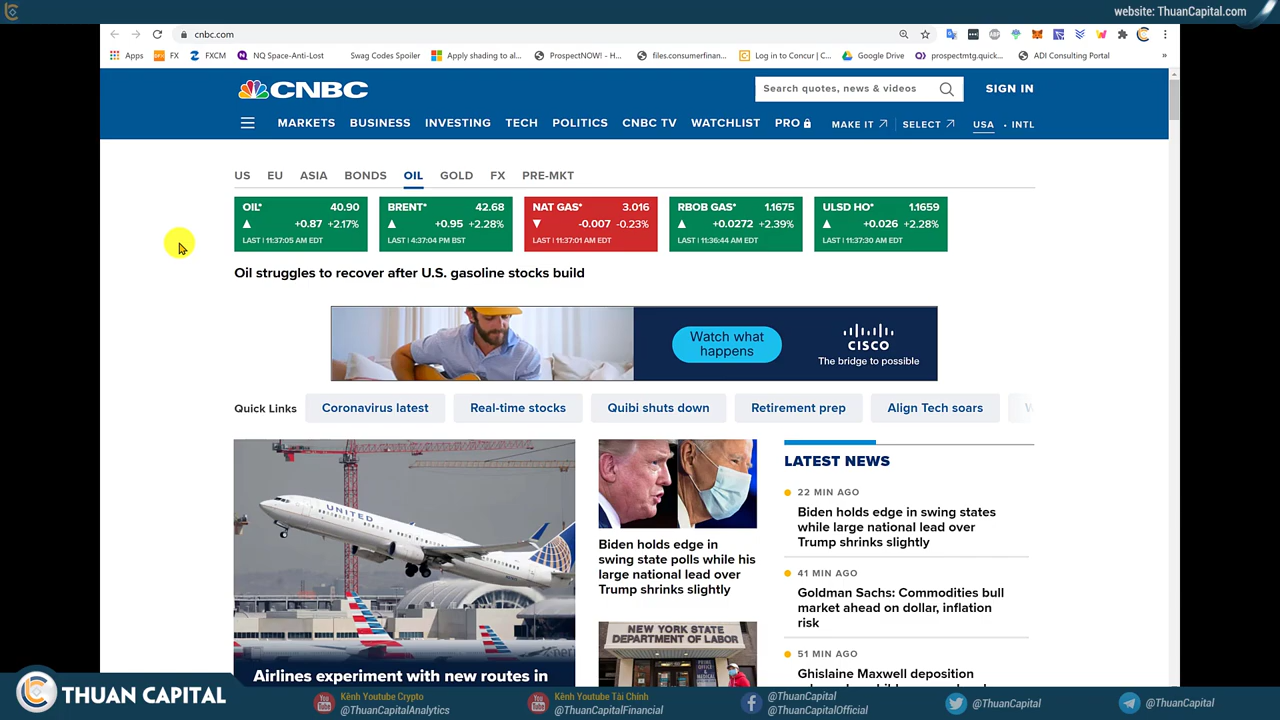 website: ThuanCapital.com
cnbc.com
Apps
FX
FXCM
NQ Space-Anti-Lost
Swag Codes Spoiler
Apply shading to al...
ProspectNOW! - H...
files.consumerfinan...
Log in to Concur | C...
Google Drive
prospectmtg.quick...
ADI Consulting Portal
»
CNBC
Search quotes, news & videos
SIGN IN
MARKETS
BUSINESS
INVESTING
TECH
POLITICS
CNBC TV
WATCHLIST
PRO
MAKE IT
SELECT
USA
• INTL
US
EU
ASIA
BONDS
OIL
GOLD
FX
PRE-MKT
OIL* 40.90
+0.87 +2.17%
LAST | 11:37:05 AM EDT
BRENT* 42.68
+0.95 +2.28%
LAST | 4:37:04 PM BST
NAT GAS* 3.016
-0.007 -0.23%
LAST | 11:37:01 AM EDT
RBOB GAS* 1.1675
+0.0272 +2.39%
LAST | 11:36:44 AM EDT
ULSD HO* 1.1659
+0.026 +2.28%
LAST | 11:37:30 AM EDT
Oil struggles to recover after U.S. gasoline stocks build
Watch what
happens
CISCO
The bridge to possible
Quick Links
Coronavirus latest
Real-time stocks
Quibi shuts down
Retirement prep
Align Tech soars
UNITED
Airlines experiment with new routes in
Biden holds edge in
swing state polls while his
large national lead over
Trump shrinks slightly
NEW YORK STATE
DEPARTMENT OF LABOR
LATEST NEWS
22 MIN AGO
Biden holds edge in swing states
while large national lead over
Trump shrinks slightly
41 MIN AGO
Goldman Sachs: Commodities bull
market ahead on dollar, inflation
risk
51 MIN AGO
Ghislaine Maxwell deposition
THUAN CAPITAL
Kênh Youtube Crypto
@ThuanCapitalAnalytics
Kênh Youtube Tài Chính
@ThuanCapitalFinancial
@ThuanCapital
@ThuanCapitalOfficial
@ThuanCapital
@ThuanCapital